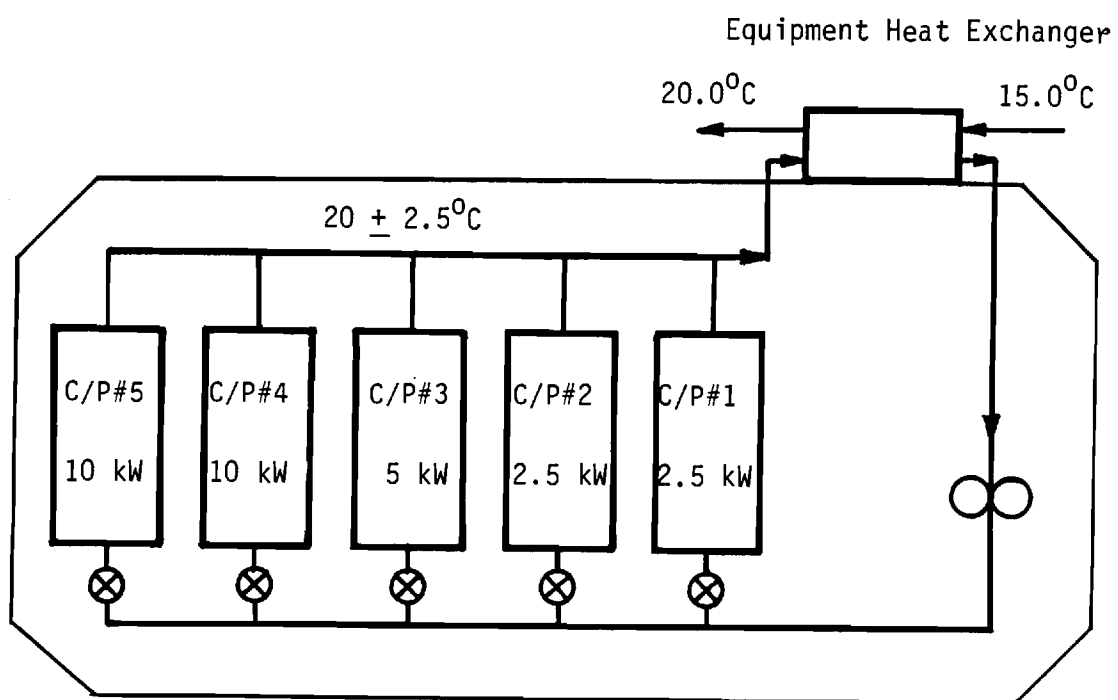 Equipment Heat Exchanger
20.0°C
15.0°C
20 ± 2.5°C
C/P#5
10 kW
C/P#4
10 kW
C/P#3
5 kW
C/P#2
2.5 kW
C/P#1
2.5 kW